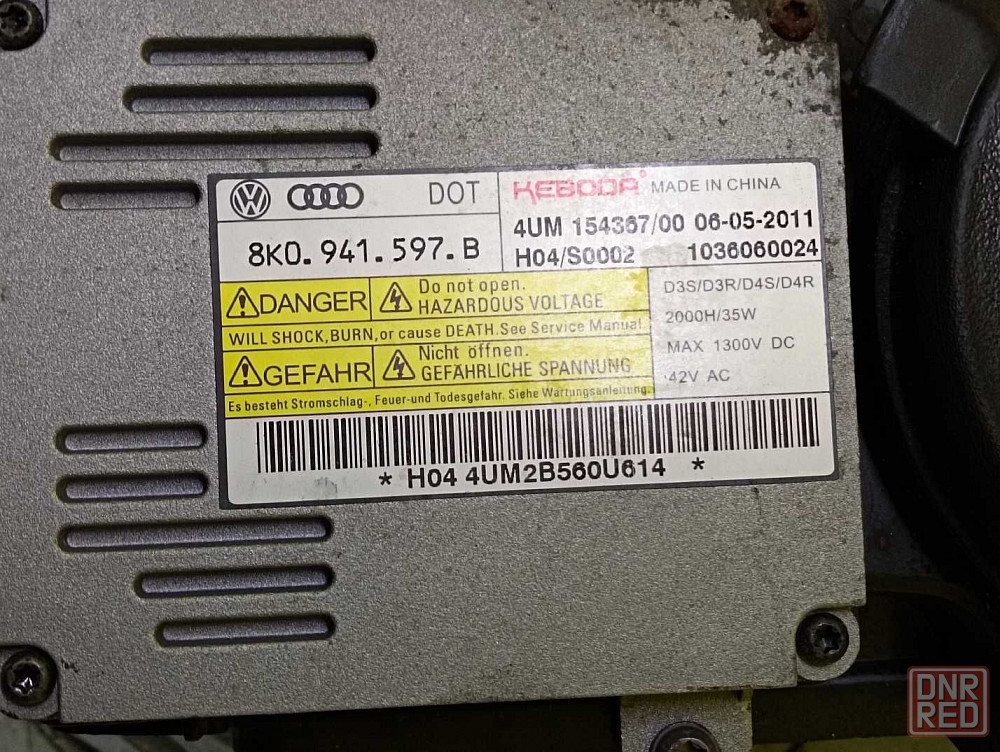 DOT
8K0.941.597.B
KEBODA® MADE IN CHINA
4UM 154367/00 06-05-2011
H04/S0002 1036060024
DANGER
Do not open.
HAZARDOUS VOLTAGE
WILL SHOCK, BURN, or cause DEATH. See Service Manual.
GEFAHR
Nicht öffnen.
GEFÄHRLICHE SPANNUNG
Es besteht Stromschlag-, Feuer-und Todesgefahr. Siehe Wartungsanleitung.
D3S/D3R/D4S/D4R
2000H/35W
MAX 1300V DC
42V AC
* H04 4UM2B560U614 *
DNR
RED